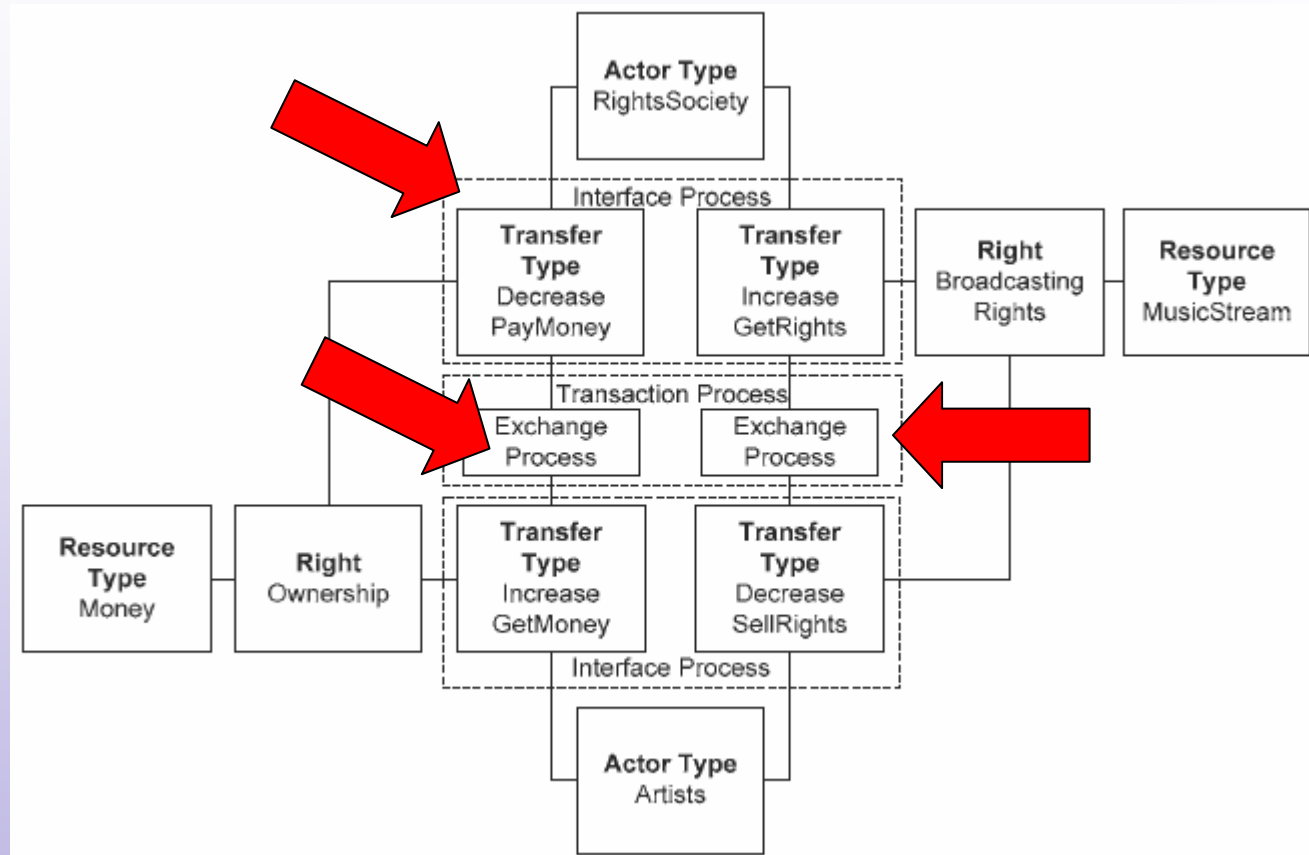 Actor Type
RightsSociety
Interface Process
Transfer
Type
Decrease
PayMoney
Transfer
Type
Increase
GetRights
Right
Broadcasting
Rights
Resource
Type
MusicStream
Transaction Process
Exchange
Process
Exchange
Process
Resource
Type
Money
Right
Ownership
Transfer
Type
Increase
GetMoney
Transfer
Type
Decrease
SellRights
Interface Process
Actor Type
Artists